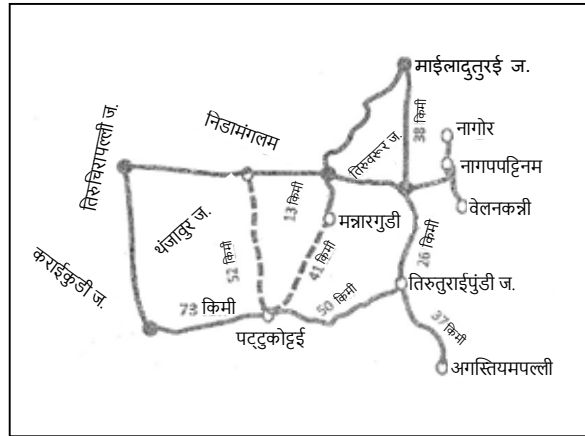 माईलादुतुरई ज.
38 किमी
नागोर
निडामंगलम
तिरुवरूर ज.
नागपपट्टिनम
तिरुचिरापल्ली ज.
थंजावुर ज.
13 किमी
मन्नारगुडी
वेलनकन्नी
कराईकुडी ज.
52 किमी
41 किमी
26 किमी
73 किमी
50 किमी
तिरुतुराईपुंडी ज.
पट्टुकोट्टई
37 किमी
अगस्तियमपल्ली